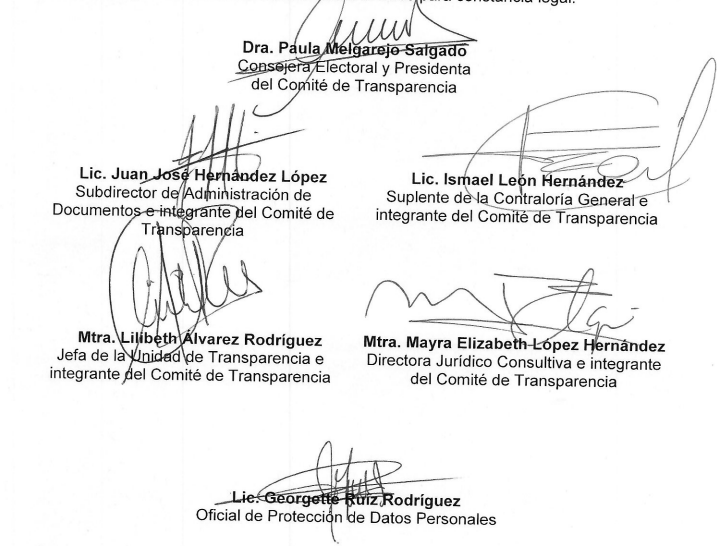 para constancia legal.
Dra. Paula Melgarejo Salgado
Consejera Electoral y Presidenta
del Comité de Transparencia
Lic. Juan José Hernández López
Subdirector de Administración de
Documentos e integrante del Comité de
Transparencia
Lic. Ismael León Hernández
Suplente de la Contraloría General e
integrante del Comité de Transparencia
Mtra. Lilibeth Álvarez Rodríguez
Jefa de la Unidad de Transparencia e
integrante del Comité de Transparencia
Mtra. Mayra Elizabeth López Hernández
Directora Jurídico Consultiva e integrante
del Comité de Transparencia
Lic. Georgette Ruíz Rodríguez
Oficial de Protección de Datos Personales